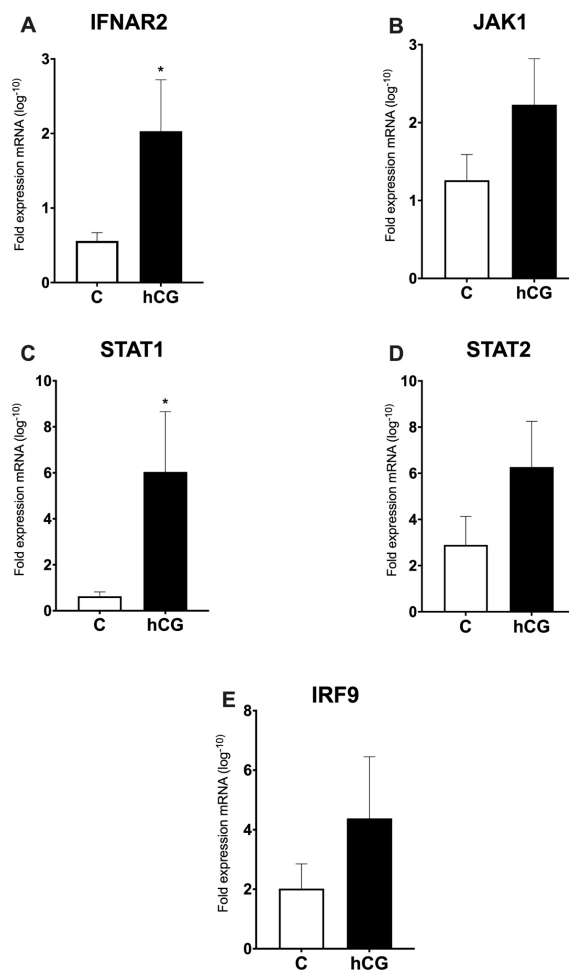 A IFNAR2
Fold expression mRNA (log-10)
3
2
1
0
*
C hCG
B JAK1
Fold expression mRNA (log-10)
3
2
1
0
C hCG
C STAT1
Fold expression mRNA (log-10)
10
8
6
4
2
0
*
C hCG
D STAT2
Fold expression mRNA (log-10)
10
8
6
4
2
0
C hCG
E IRF9
Fold expression mRNA (log-10)
8
6
4
2
0
C hCG